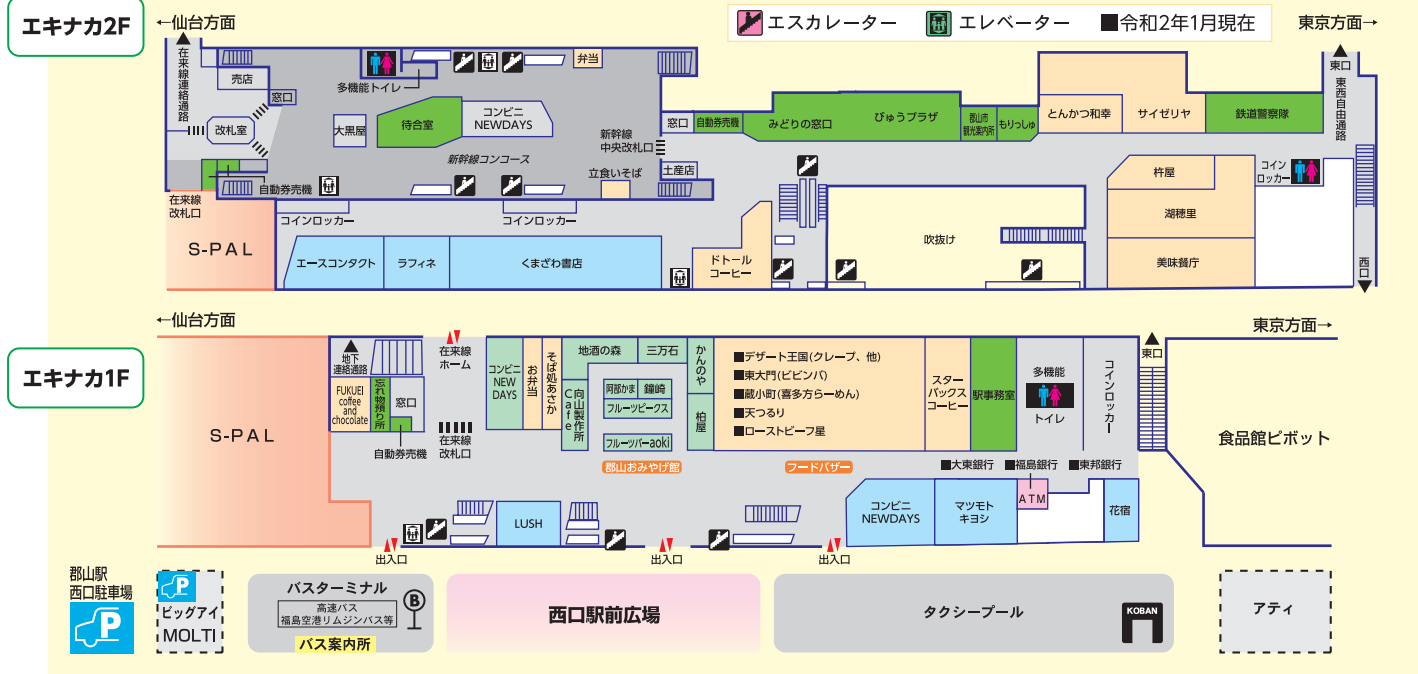 エキナカ2F
←仙台方面
エスカレーター
エレベーター
■令和2年1月現在
東京方面→
在来線連絡通路
売店
窓口
改札室
多機能トイレ
弁当
大黒屋
待合室
コンビニ
NEWDAYS
新幹線コンコース
新幹線
中央改札口
立食いそば
窓口
自動券売機
みどりの窓口
びゅうプラザ
郡山市
観光案内所
もりっしゅ
とんかつ和幸
サイゼリヤ
鉄道警察隊
東口
東西自由通路
土産店
自動券売機
在来線
改札口
コインロッカー
コインロッカー
S-PAL
エースコンタクト
ラフィネ
くまざわ書店
ドトール
コーヒー
吹抜け
杵屋
湖穂里
美味餐庁
コイン
ロッカー
西口
エキナカ1F
←仙台方面
東京方面→
S-PAL
地下
連絡通路
FUKUEI
coffee
and
chocolate
忘れ物預り所
窓口
自動券売機
在来線
ホーム
在来線
改札口
コンビニ
NEW
DAYS
お弁当
そば処あさか
地酒の森
三万石
かんのや
柏屋
向山製作所
Cafe
阿部かま
鐘崎
フルーツピークス
フルーツバーaoki
郡山おみやげ館
■デザート王国(クレープ、他)
■東大門(ビビンバ)
■蔵小町(喜多方らーめん)
■天つるり
■ローストビーフ星
フードバザー
スター
バックス
コーヒー
駅事務室
多機能
トイレ
コインロッカー
東口
食品館ピボット
■大東銀行
■福島銀行
■東邦銀行
ATM
LUSH
コンビニ
NEWDAYS
マツモト
キヨシ
花宿
出入口
出入口
出入口
郡山駅
西口駐車場
P
P
ビッグアイ
MOLTI
バスターミナル
高速バス
福島空港リムジンバス等
B
バス案内所
西口駅前広場
タクシープール
KOBAN
アティ